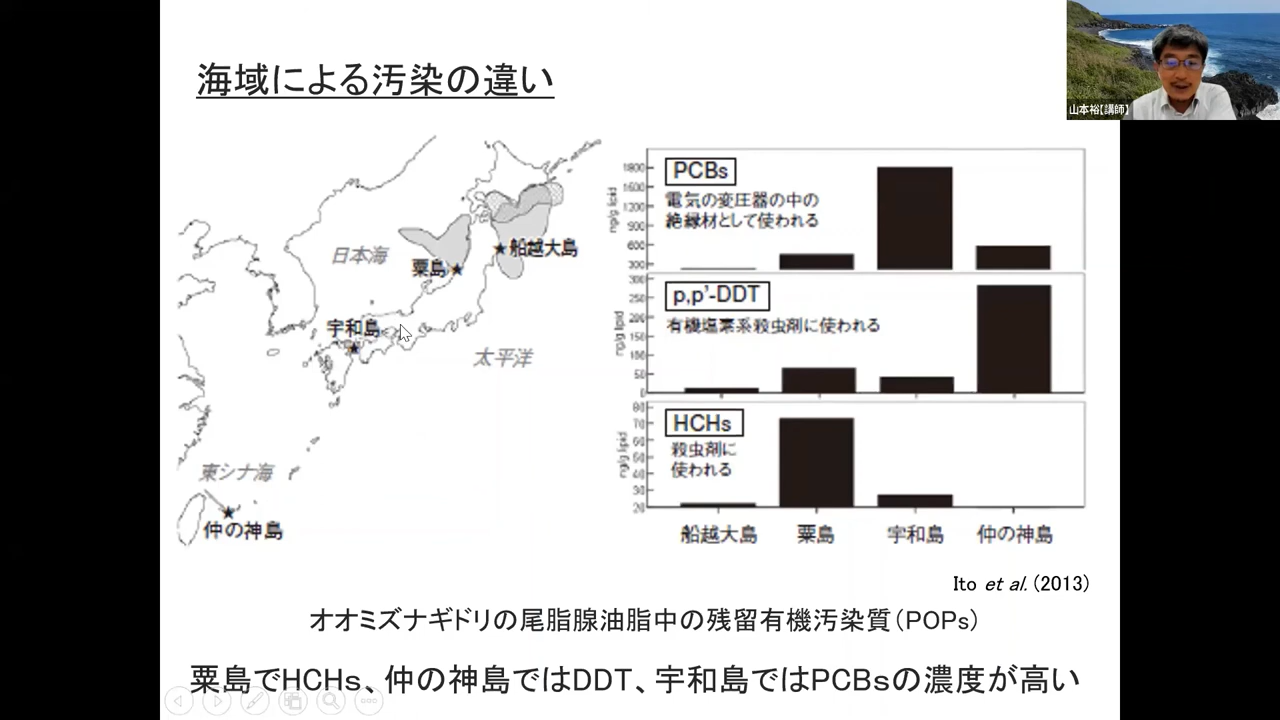 海域による汚染の違い
山本裕【講師】
日本海
船越大島
粟島
宇和島
太平洋
東シナ海
仲の神島
PCBs
電気の変圧器の中の
絶縁材として使われる
ng/g lipid
1800
1600
1200
900
600
300
p,p'-DDT
有機塩素系殺虫剤に使われる
ng/g lipid
300
250
200
150
100
50
0
HCHs
殺虫剤に
使われる
ng/g lipid
80
70
60
50
40
30
20
船越大島 粟島 宇和島 仲の神島
Ito et al. (2013)
オオミズナギドリの尾脂腺油脂中の残留有機汚染質(POPs)
粟島でHCHs、仲の神島ではDDT、宇和島ではPCBsの濃度が高い